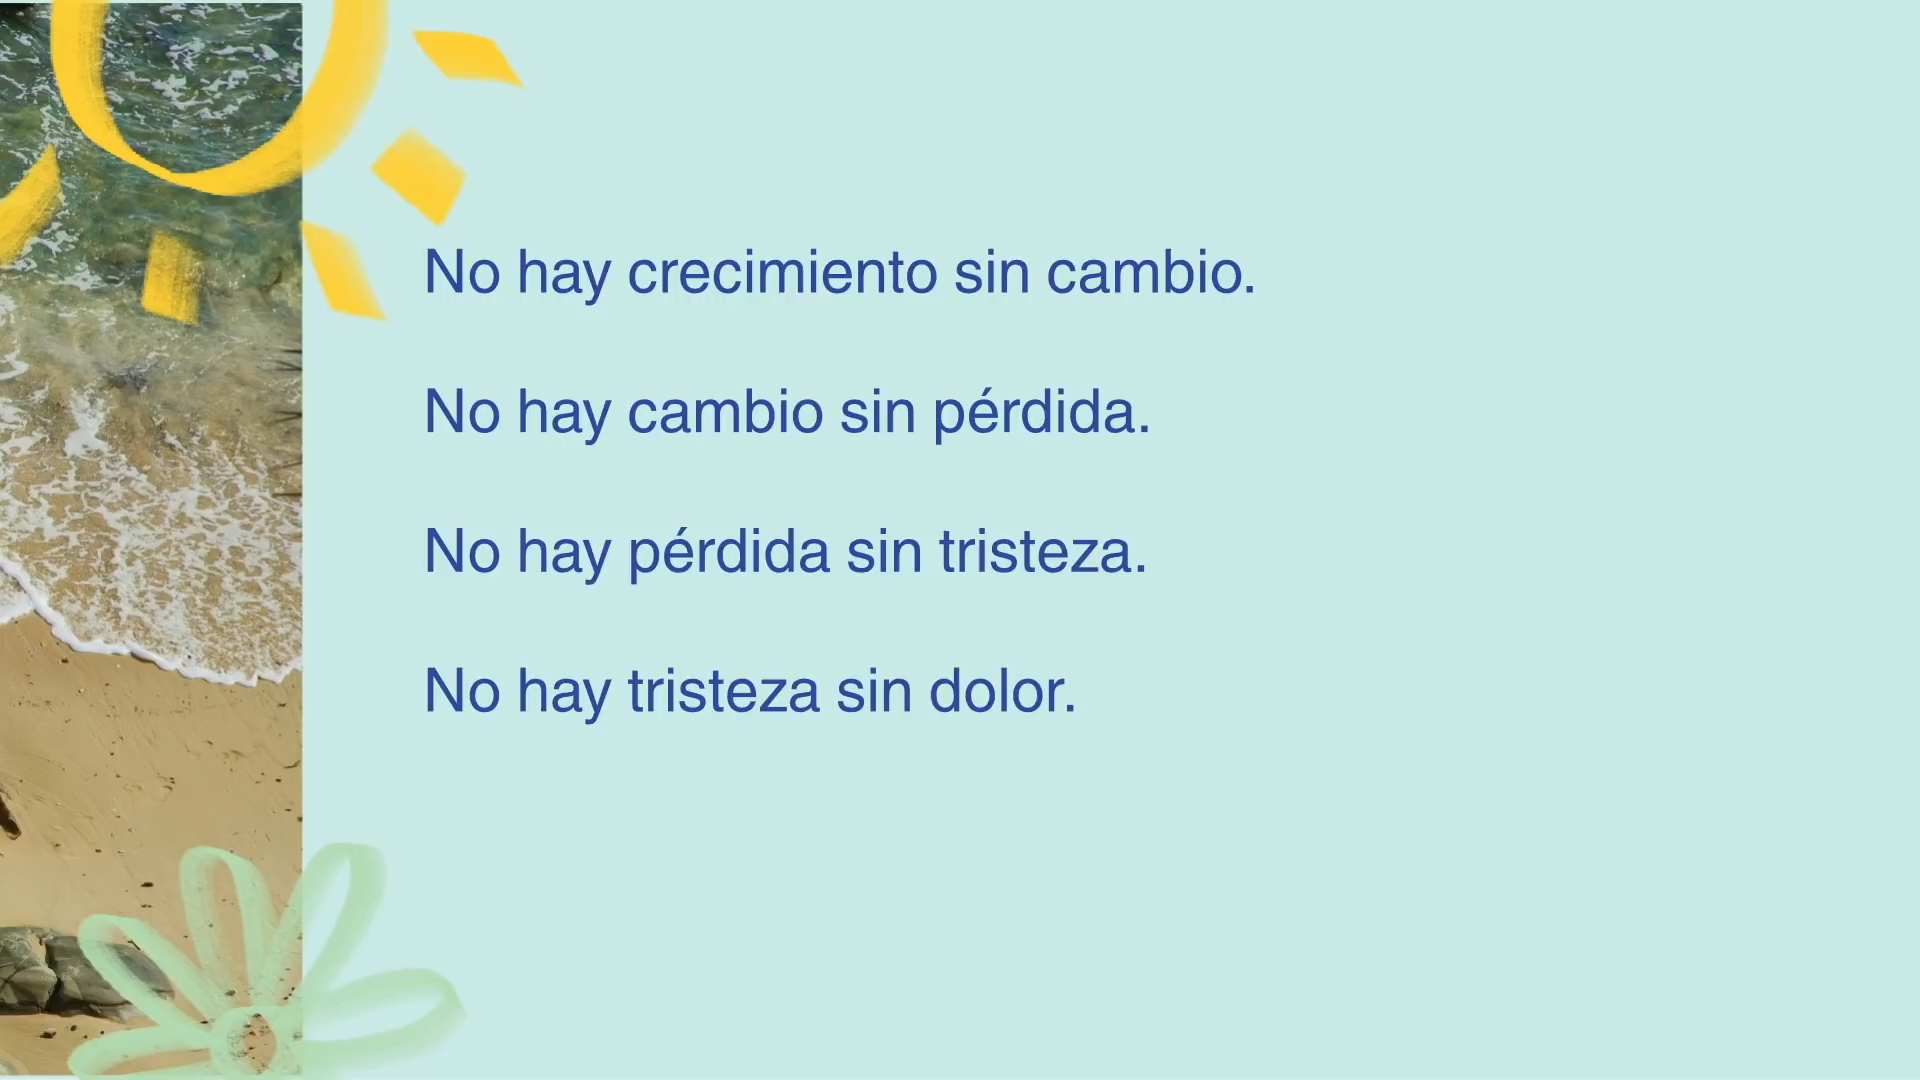 No hay crecimiento sin cambio.
No hay cambio sin pérdida.
No hay pérdida sin tristeza.
No hay tristeza sin dolor.